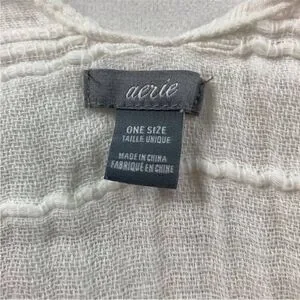 aerie
ONE SIZE
TAILLE UNIQUE
MADE IN CHINA
FABRIQUÉ EN CHINE